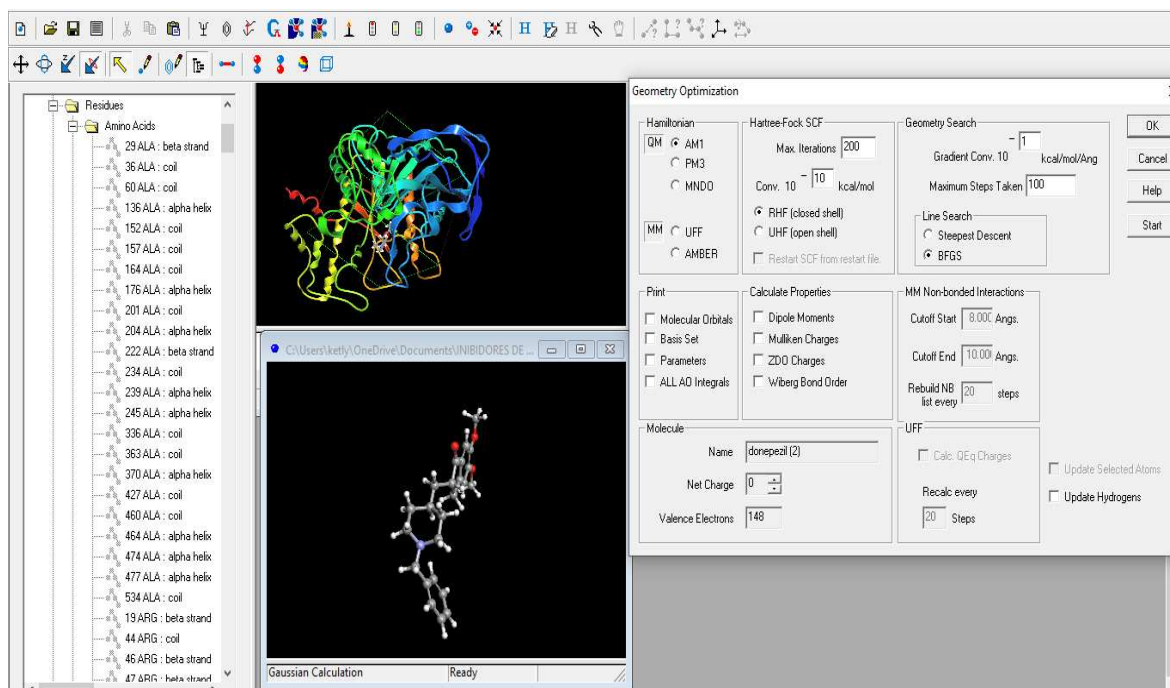 Residues
Amino Acids
29 ALA : beta strand
36 ALA : coil
60 ALA : coil
136 ALA : alpha helix
152 ALA : coil
157 ALA : coil
164 ALA : coil
176 ALA : alpha helix
201 ALA : coil
204 ALA : alpha helix
222 ALA : beta strand
234 ALA : coil
239 ALA : alpha helix
245 ALA : alpha helix
336 ALA : coil
363 ALA : coil
370 ALA : alpha helix
427 ALA : coil
460 ALA : coil
464 ALA : alpha helix
474 ALA : alpha helix
477 ALA : alpha helix
534 ALA : coil
19 ARG : beta strand
44 ARG : coil
46 ARG : beta strand
47 ARG : beta strand
C:\Users\ketly\OneDrive\Documents\INIBIDORES DE ...
Gaussian Calculation Ready
Geometry Optimization
Hamiltonian
QM AM1
PM3
MNDO
MM UFF
AMBER
Hartree-Fock SCF
Max. Iterations 200
Conv. 10 - 10 kcal/mol
RHF (closed shell)
UHF (open shell)
Restart SCF from restart file
Geometry Search
Gradient Conv. 10 - 1 kcal/mol/Ang
Maximum Steps Taken 100
Line Search
Steepest Descent
BFGS
OK
Cancel
Help
Start
Print
Molecular Orbitals
Basis Set
Parameters
ALL AO Integrals
Calculate Properties
Dipole Moments
Mulliken Charges
ZDO Charges
Wiberg Bond Order
MM Non-bonded Interactions
Cutoff Start 8.000 Angs.
Cutoff End 10.00 Angs.
Rebuild NB
list every 20 steps
Molecule
Name donepezil (2)
Net Charge 0
Valence Electrons 148
UFF
Calc. QEq Charges
Recalc every
20 Steps
Update Selected Atoms
Update Hydrogens